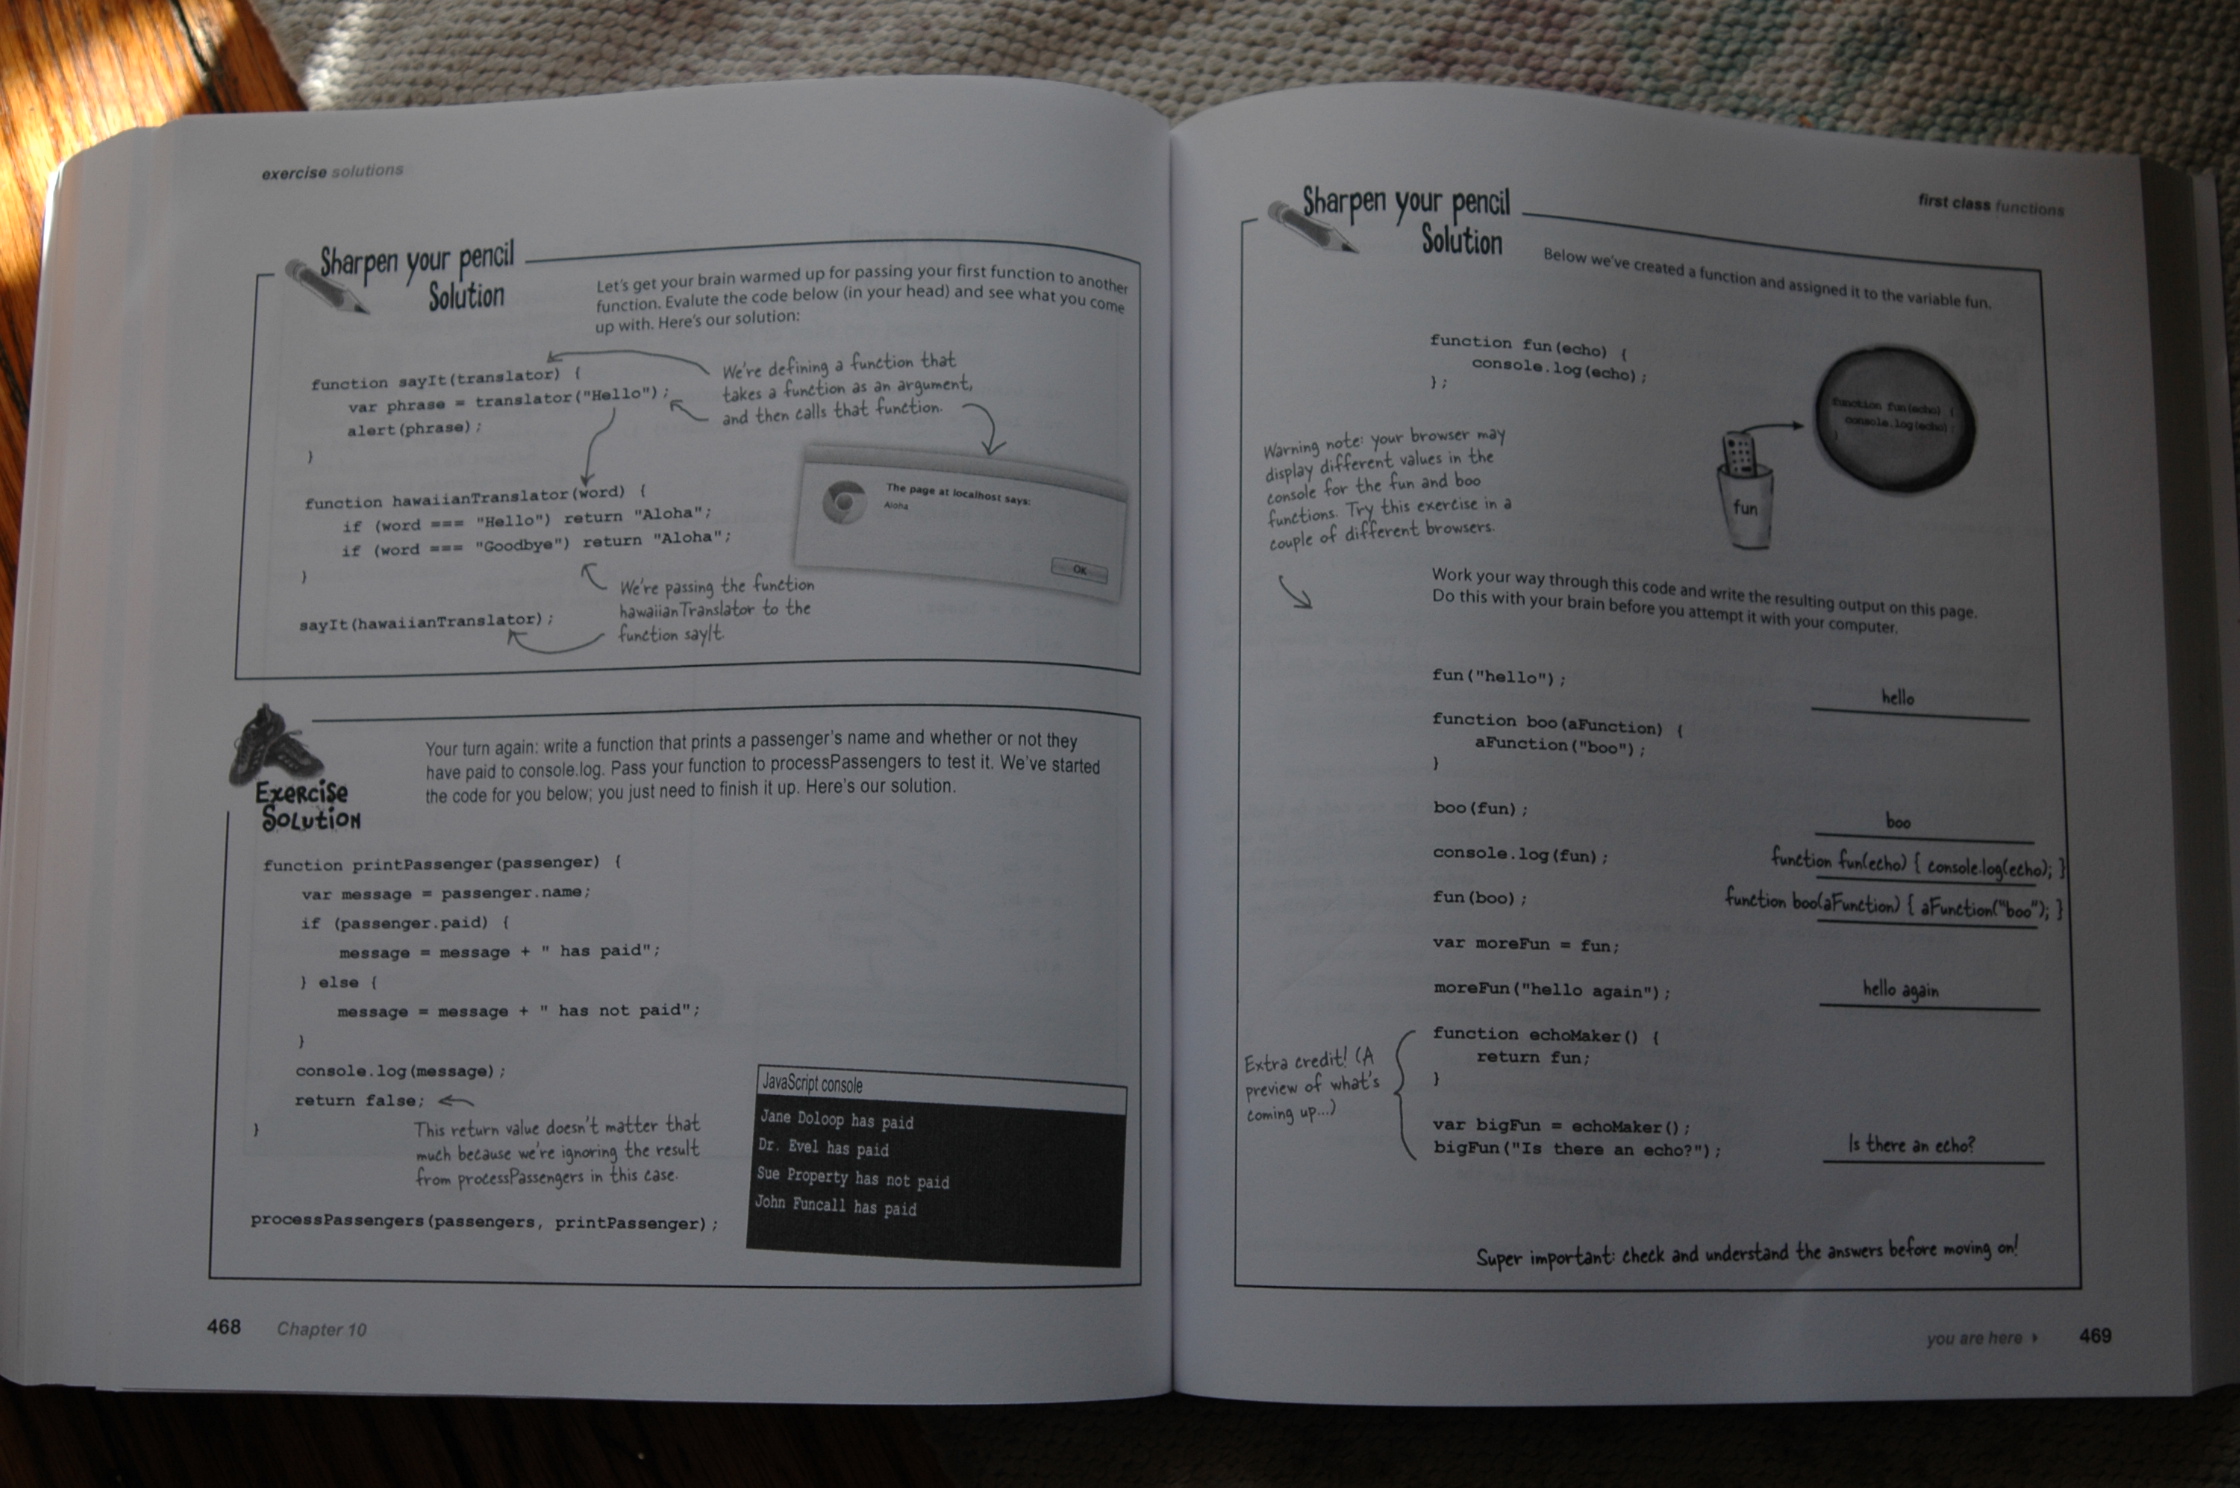 exercise solutions
Sharpen your pencil
Solution
Let's get your brain warmed up for passing your first function to another
function. Evalute the code below (in your head) and see what you come
up with. Here's our solution:
function sayIt(translator) {
var phrase = translator("Hello");
alert(phrase);
}
We're defining a function that
takes a function as an argument,
and then calls that function.
The page at localhost says:
Aloha
OK
function hawaiianTranslator(word) {
if (word === "Hello") return "Aloha";
if (word === "Goodbye") return "Aloha";
}
sayIt(hawaiianTranslator);
We're passing the function
hawaiianTranslator to the
function sayIt.
Exercise
Solution
Your turn again: write a function that prints a passenger's name and whether or not they
have paid to console.log. Pass your function to processPassengers to test it. We've started
the code for you below; you just need to finish it up. Here's our solution.
function printPassenger(passenger) {
var message = passenger.name;
if (passenger.paid) {
message = message + " has paid";
} else {
message = message + " has not paid";
}
console.log(message);
return false;
}
This return value doesn't matter that
much because we're ignoring the result
from processPassengers in this case.
processPassengers(passengers, printPassenger);
JavaScript console
Jane Doloop has paid
Dr. Evel has paid
Sue Property has not paid
John Funcall has paid
468 Chapter 10
first class functions
Sharpen your pencil
Solution
Below we've created a function and assigned it to the variable fun.
function fun(echo) {
console.log(echo);
};
function fun(echo) {
console.log(echo);
}
fun
Warning note: your browser may
display different values in the
console for the fun and boo
functions. Try this exercise in a
couple of different browsers.
Work your way through this code and write the resulting output on this page.
Do this with your brain before you attempt it with your computer.
fun("hello"); hello
function boo(aFunction) {
aFunction("boo");
}
boo(fun); boo
console.log(fun); function fun(echo) { console.log(echo); }
fun(boo); function boo(aFunction) { aFunction("boo"); }
var moreFun = fun;
moreFun("hello again"); hello again
function echoMaker() {
return fun;
}
Extra credit! (A
preview of what's
coming up...)
var bigFun = echoMaker();
bigFun("Is there an echo?"); Is there an echo?
Super important: check and understand the answers before moving on!
you are here ▸ 469